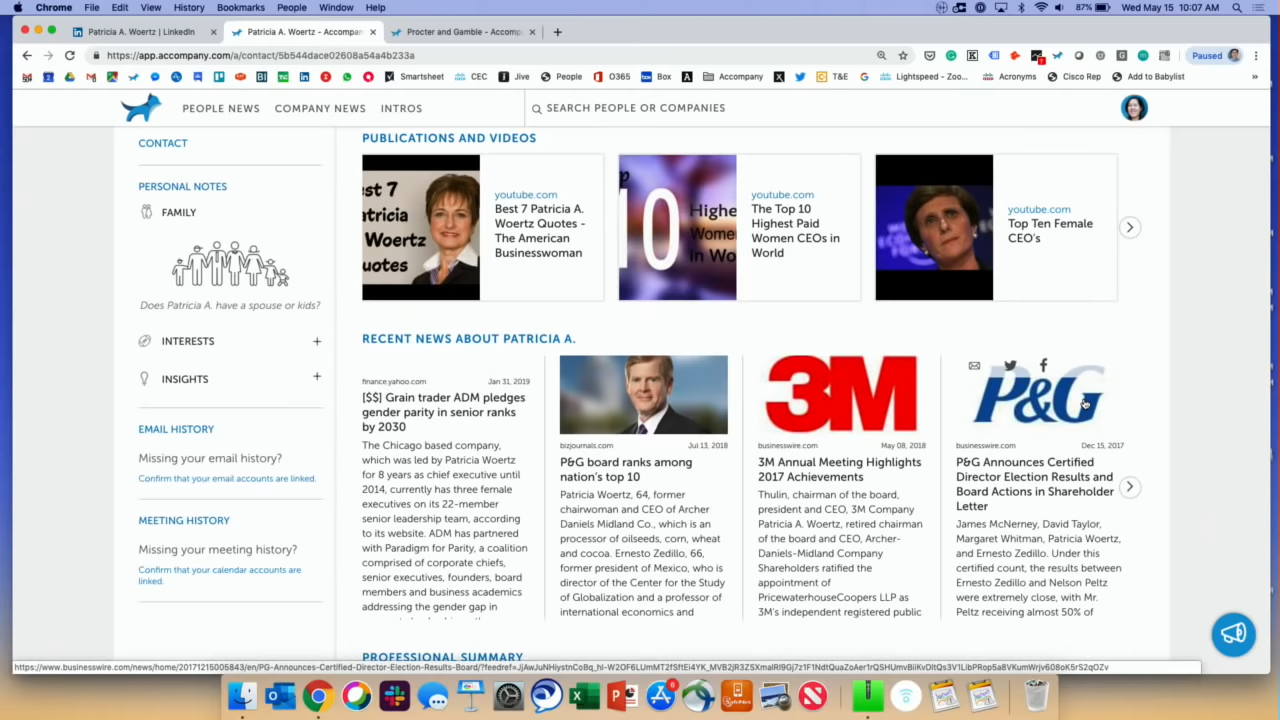 Chrome File Edit View History Bookmarks People Window Help 87% Wed May 15 10:07 AM
Patricia A. Woertz | LinkedIn Patricia A. Woertz - Accompan Procter and Gamble - Accomp
https://app.accompany.com/a/contact/5b544dace02608a54a4b233a Paused
Smartsheet CEC Jive People O365 Box Accompany T&E Lightspeed - Zoo... Acronyms Cisco Rep Add to Babylist
PEOPLE NEWS COMPANY NEWS INTROS SEARCH PEOPLE OR COMPANIES
CONTACT
PERSONAL NOTES
FAMILY
Does Patricia A. have a spouse or kids?
INTERESTS
INSIGHTS
EMAIL HISTORY
Missing your email history?
Confirm that your email accounts are linked.
MEETING HISTORY
Missing your meeting history?
Confirm that your calendar accounts are
linked.
PUBLICATIONS AND VIDEOS
est 7
atricia
Woertz
uotes
youtube.com
Best 7 Patricia A.
Woertz Quotes -
The American
Businesswoman
10
Highe
Women
In Wo
youtube.com
The Top 10
Highest Paid
Women CEOs in
World
youtube.com
Top Ten Female
CEO's
RECENT NEWS ABOUT PATRICIA A.
finance.yahoo.com Jan 31, 2019
[$$] Grain trader ADM pledges
gender parity in senior ranks
by 2030
The Chicago based company,
which was led by Patricia Woertz
for 8 years as chief executive until
2014, currently has three female
executives on its 22-member
senior leadership team, according
to its website. ADM has partnered
with Paradigm for Parity, a coalition
comprised of corporate chiefs,
senior executives, founders, board
members and business academics
addressing the gender gap in
bizjournals.com Jul 13, 2018
P&G board ranks among
nation's top 10
Patricia Woertz, 64, former
chairwoman and CEO of Archer
Daniels Midland Co., which is an
processor of oilseeds, corn, wheat
and cocoa. Ernesto Zedillo, 66,
former president of Mexico, who is
director of the Center for the Study
of Globalization and a professor of
international economics and
3M
businesswire.com May 08, 2018
3M Annual Meeting Highlights
2017 Achievements
Thulin, chairman of the board,
president and CEO, 3M Company
Patricia A. Woertz, retired chairman
of the board and CEO, Archer-
Daniels-Midland Company
Shareholders ratified the
appointment of
PricewaterhouseCoopers LLP as
3M's independent registered public
P&G
businesswire.com Dec 15, 2017
P&G Announces Certified
Director Election Results and
Board Actions in Shareholder
Letter
James McNerney, David Taylor,
Margaret Whitman, Patricia Woertz,
and Ernesto Zedillo. Under this
certified count, the results between
Ernesto Zedillo and Nelson Peltz
were extremely close, with Mr.
Peltz receiving almost 50% of
PROFESSIONAL SUMMARY